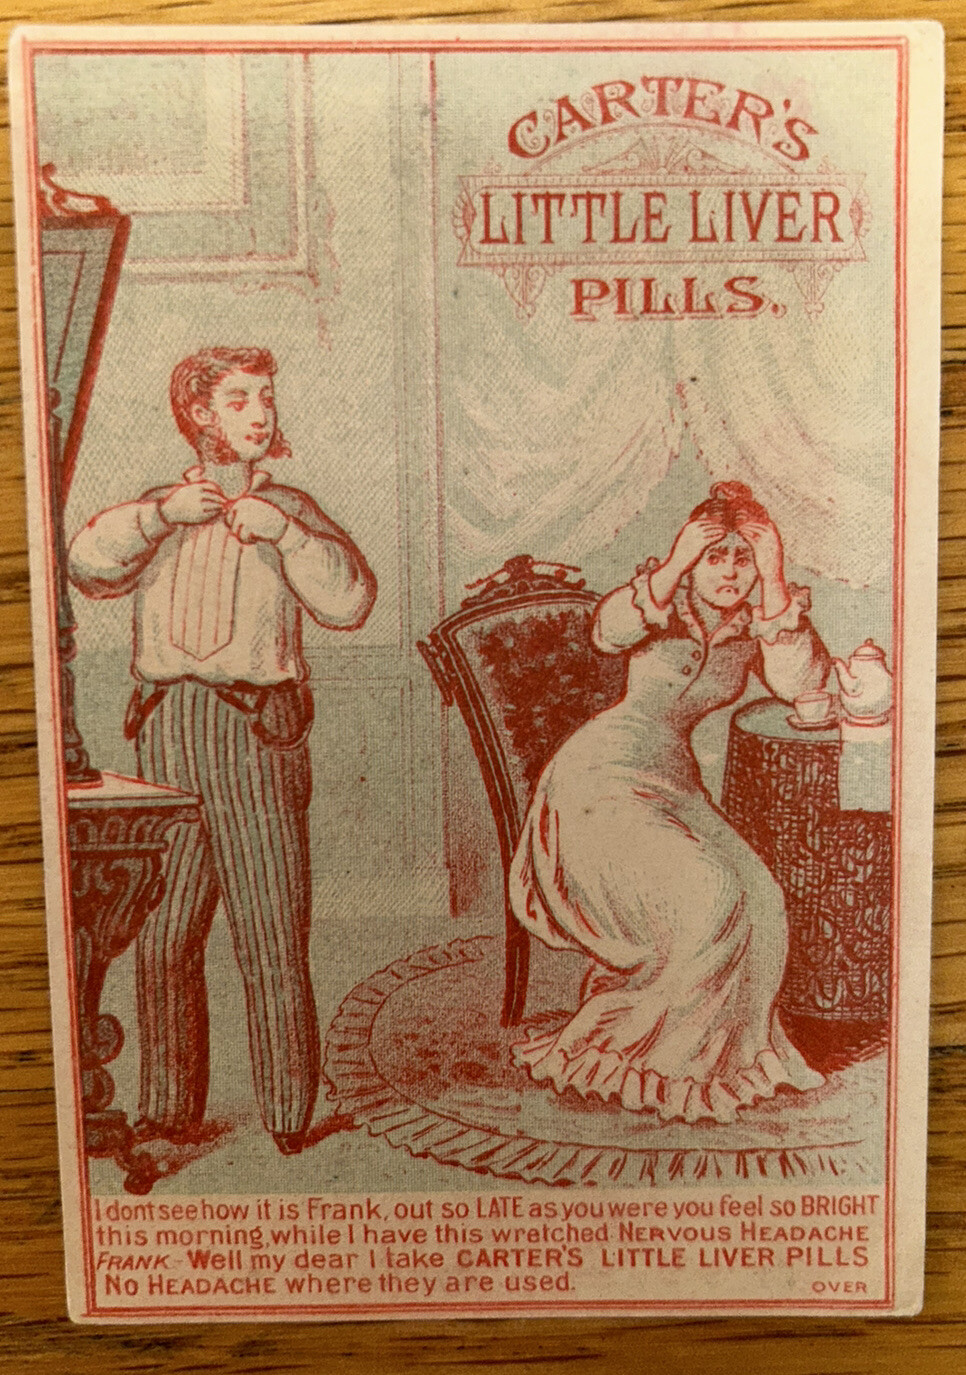 CARTER'S
LITTLE LIVER
PILLS.
I dont see how it is Frank, out so LATE as you were you feel so BRIGHT
this morning, while I have this wretched NERVOUS HEADACHE
FRANK - Well my dear I take CARTER'S LITTLE LIVER PILLS
NO HEADACHE where they are used.
OVER